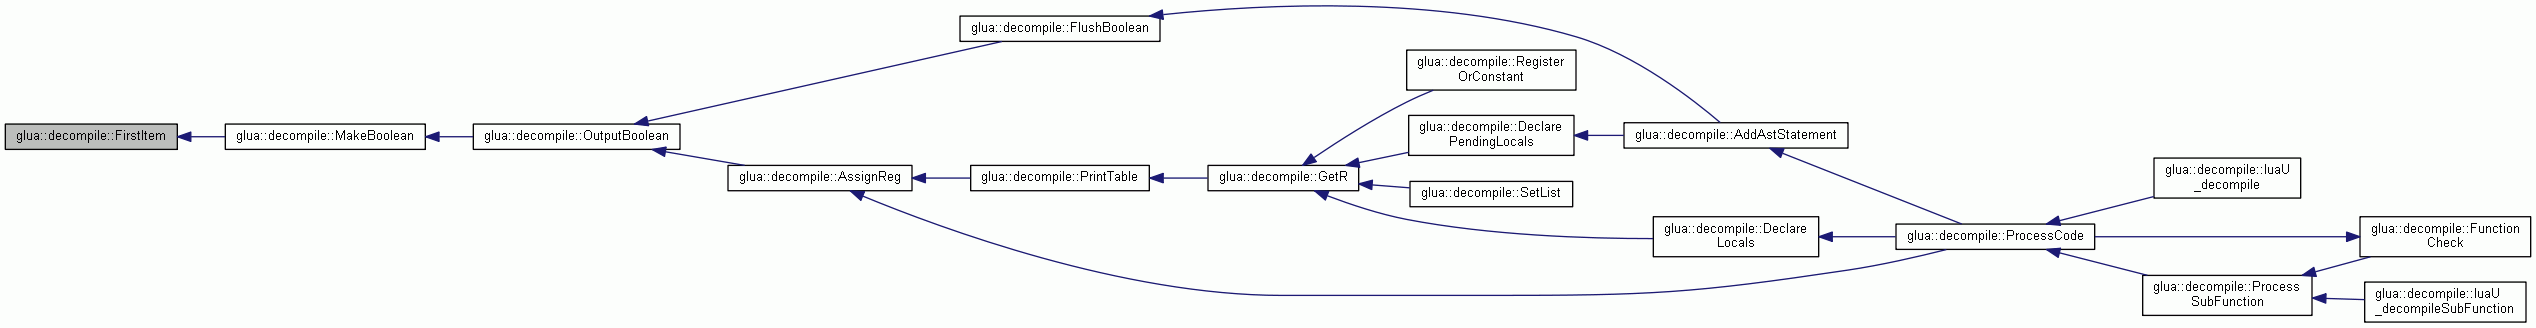 glua::decompile::FirstItem
glua::decompile::MakeBoolean
glua::decompile::OutputBoolean
glua::decompile::FlushBoolean
glua::decompile::AssignReg
glua::decompile::PrintTable
glua::decompile::GetR
glua::decompile::Register
OrConstant
glua::decompile::Declare
PendingLocals
glua::decompile::SetList
glua::decompile::AddAstStatement
glua::decompile::Declare
Locals
glua::decompile::ProcessCode
glua::decompile::luaU
_decompile
glua::decompile::Function
Check
glua::decompile::Process
SubFunction
glua::decompile::luaU
_decompileSubFunction